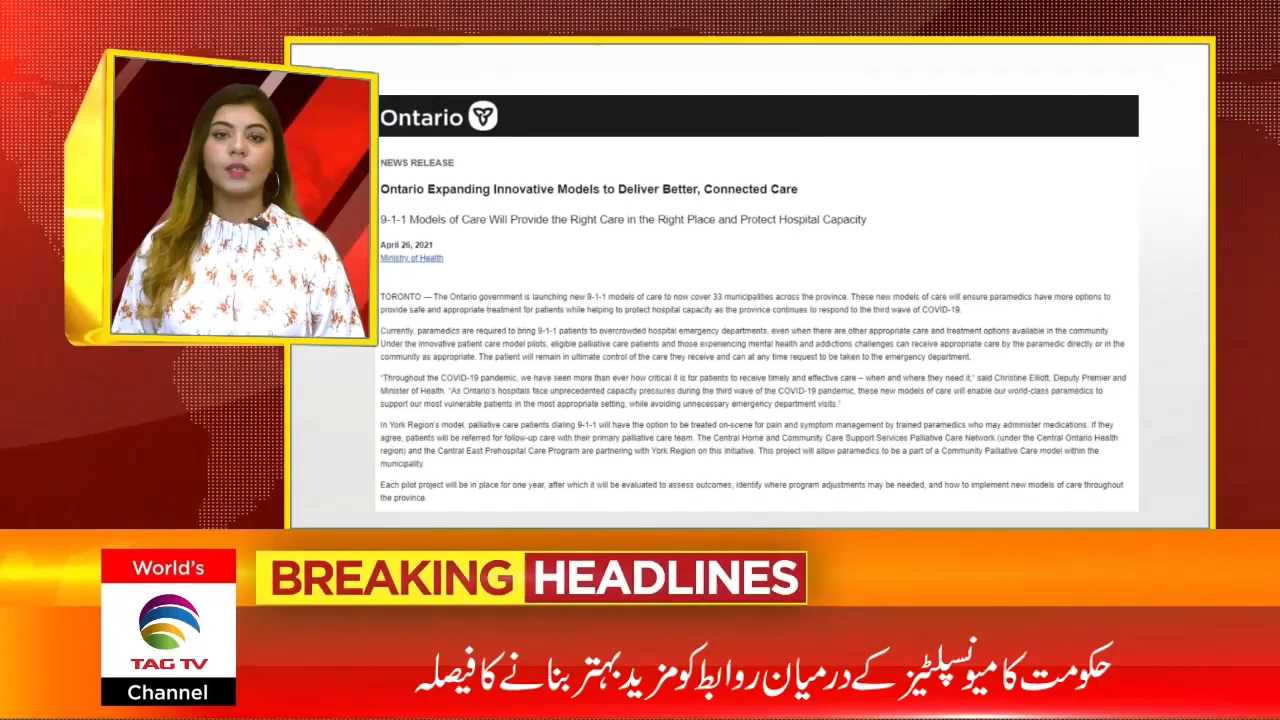 Ontario
NEWS RELEASE
Ontario Expanding Innovative Models to Deliver Better, Connected Care
9-1-1 Models of Care Will Provide the Right Care in the Right Place and Protect Hospital Capacity
April 26, 2021
Ministry of Health
TORONTO — The Ontario government is launching new 9-1-1 models of care to now cover 33 municipalities across the province. These new models of care will ensure paramedics have more options to
provide safe and appropriate treatment for patients while helping to protect hospital capacity as the province continues to respond to the third wave of COVID-19.
Currently, paramedics are required to bring 9-1-1 patients to overcrowded hospital emergency departments, even when there are other appropriate care and treatment options available in the community.
Under the innovative patient care model pilots, eligible palliative care patients and those experiencing mental health and addictions challenges can receive appropriate care by the paramedic directly or in the
community as appropriate. The patient will remain in ultimate control of the care they receive and can at any time request to be taken to the emergency department.
“Throughout the COVID-19 pandemic, we have seen more than ever how critical it is for patients to receive timely and effective care – when and where they need it,” said Christine Elliott, Deputy Premier and
Minister of Health. “As Ontario's hospitals face unprecedented capacity pressures during the third wave of the COVID-19 pandemic, these new models of care will enable our world-class paramedics to
support our most vulnerable patients in the most appropriate setting, while avoiding unnecessary emergency department visits.”
In York Region's model, palliative care patients dialing 9-1-1 will have the option to be treated on-scene for pain and symptom management by trained paramedics who may administer medications. If they
agree, patients will be referred for follow-up care with their primary palliative care team. The Central Home and Community Care Support Services Palliative Care Network (under the Central Ontario Health
region) and the Central East Prehospital Care Program are partnering with York Region on this initiative. This project will allow paramedics to be a part of a Community Palliative Care model within the
municipality.
Each pilot project will be in place for one year, after which it will be evaluated to assess outcomes, identify where program adjustments may be needed, and how to implement new models of care throughout
the province.
World's
TAG TV
Channel
BREAKING HEADLINES
حکومت کا میونسپلٹیز کے درمیان روابط کو مزید بہتر بنانے کا فیصلہ